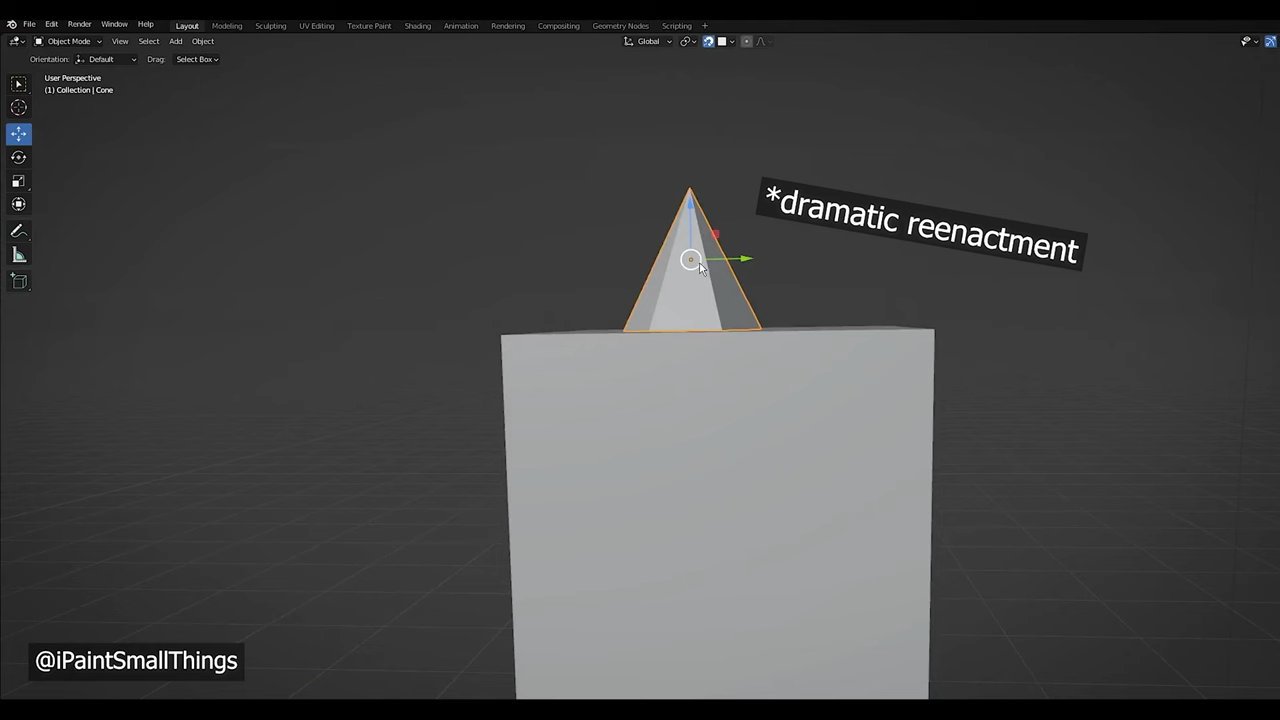 File Edit Render Window Help Layout Modeling Sculpting UV Editing Texture Paint Shading Animation Rendering Compositing Geometry Nodes Scripting +
Object Mode View Select Add Object Global
Orientation: Default Drag: Select Box
User Perspective
(1) Collection | Cone
*dramatic reenactment
@iPaintSmallThings